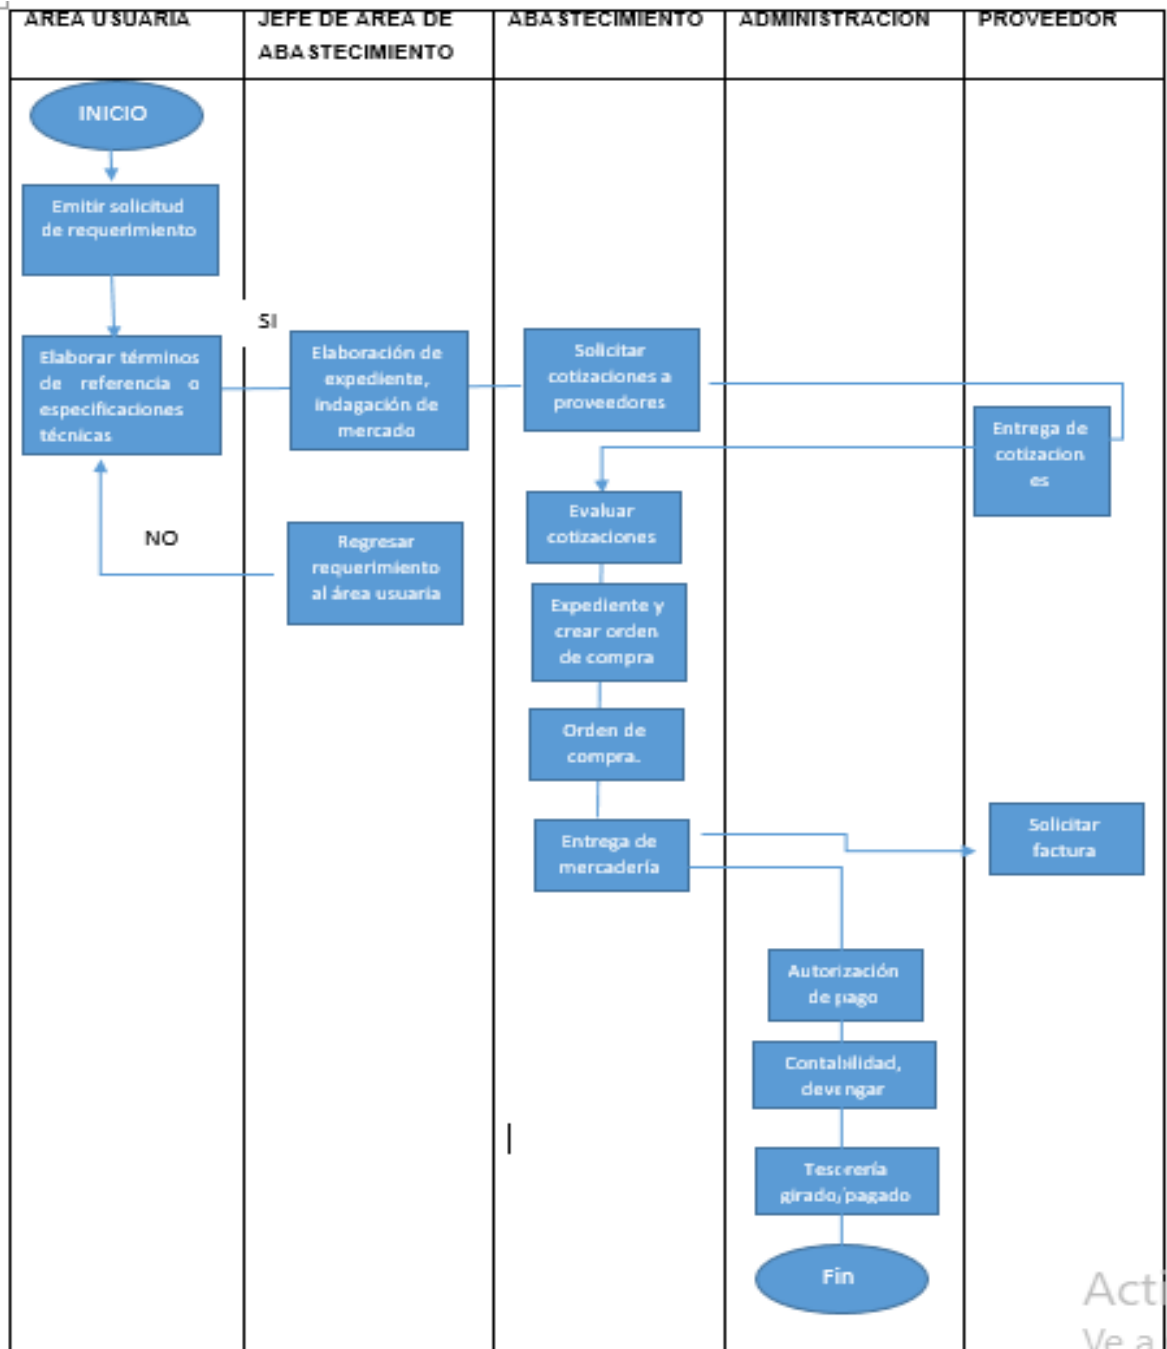 AREA USUARIA
JEFE DE AREA DE
ABASTECIMIENTO
ABASTECIMIENTO
ADMINISTRACION
PROVEEDOR
INICIO
Emitir solicitud
de requerimiento
SI
Elaborar términos
de referencia o
especificaciones
técnicas
Elaboración de
expediente,
indagación de
mercado
Solicitar
cotizaciones a
proveedores
Entrega de
cotizacion
es
NO
Regresar
requerimiento
al área usuaria
Evaluar
cotizaciones
Expediente y
crear orden
de compra
Orden de
compra.
Entrega de
mercadería
Solicitar
factura
Autorización
de pago
Contabilidad,
devengar
Tesorería
girado/pagado
Fin
Acti
Ve a